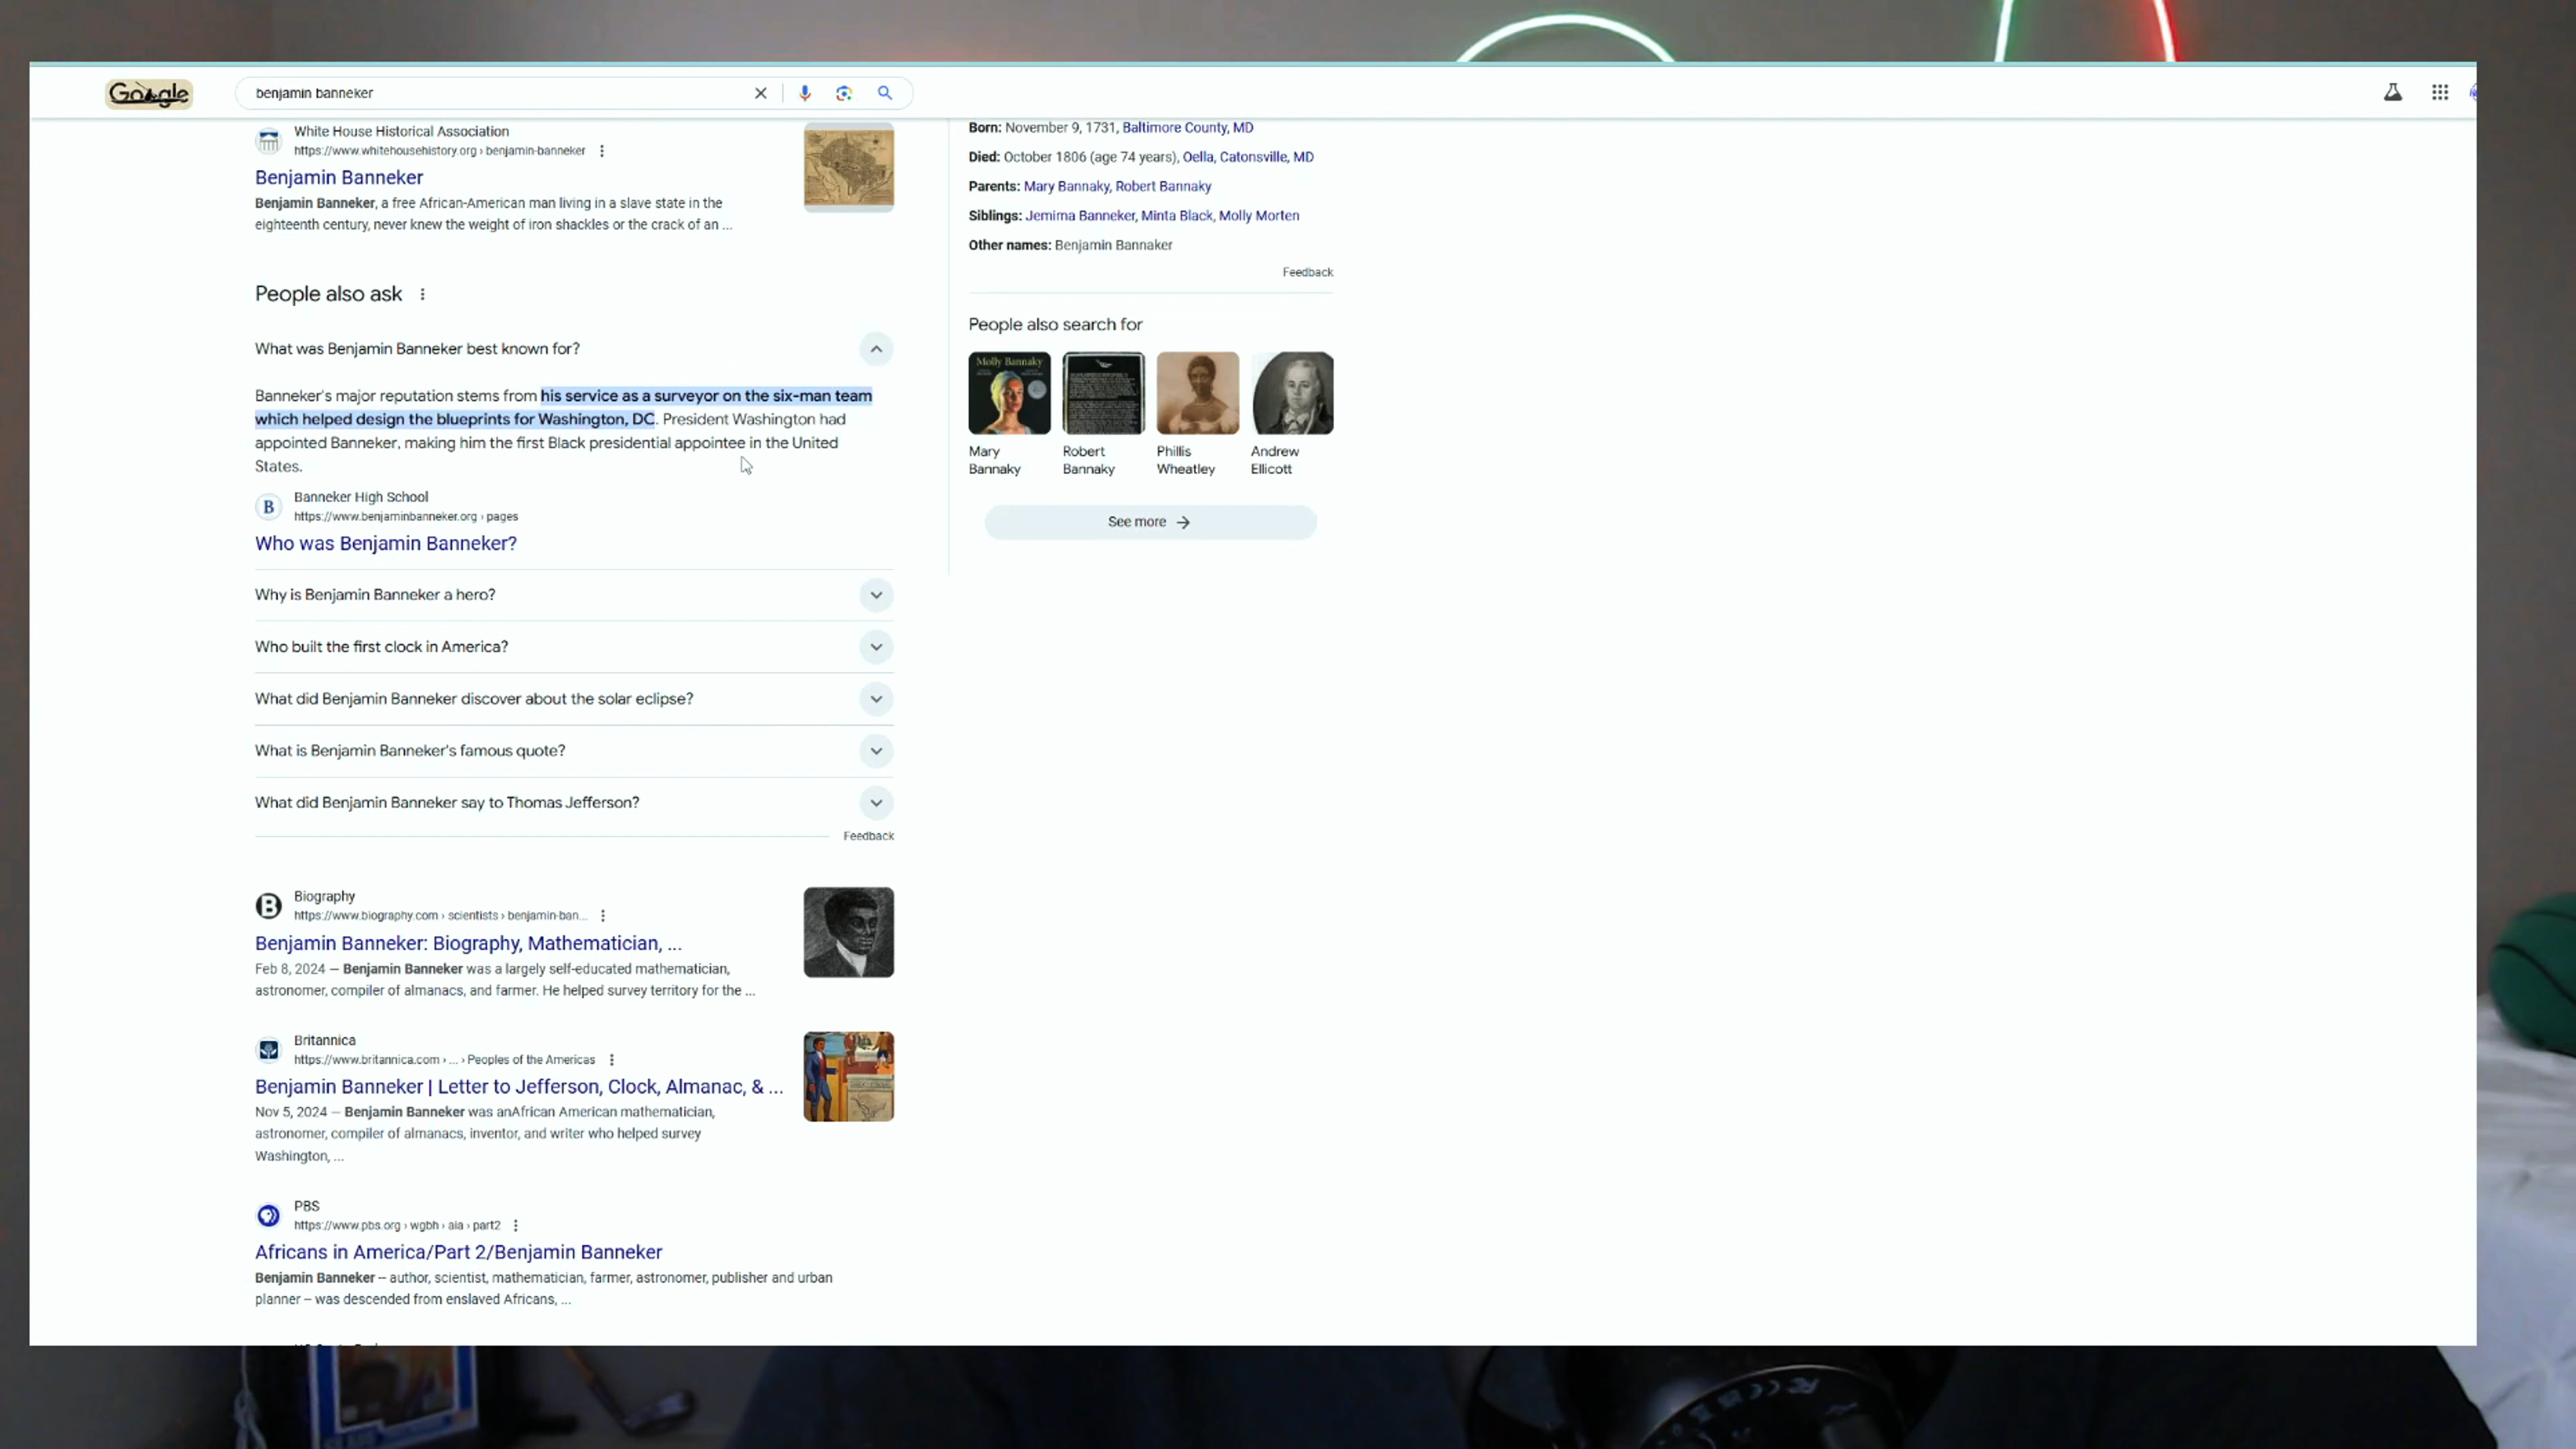 Google
benjamin banneker
White House Historical Association
https://www.whitehousehistory.org › benjamin-banneker
Benjamin Banneker
Benjamin Banneker, a free African-American man living in a slave state in the
eighteenth century, never knew the weight of iron shackles or the crack of an ...
People also ask
What was Benjamin Banneker best known for?
Banneker's major reputation stems from his service as a surveyor on the six-man team
which helped design the blueprints for Washington, DC. President Washington had
appointed Banneker, making him the first Black presidential appointee in the United
States.
B
Banneker High School
https://www.benjaminbanneker.org › pages
Who was Benjamin Banneker?
Why is Benjamin Banneker a hero?
Who built the first clock in America?
What did Benjamin Banneker discover about the solar eclipse?
What is Benjamin Banneker's famous quote?
What did Benjamin Banneker say to Thomas Jefferson?
Feedback
B
Biography
https://www.biography.com › scientists › benjamin-ban...
Benjamin Banneker: Biography, Mathematician, ...
Feb 8, 2024 — Benjamin Banneker was a largely self-educated mathematician,
astronomer, compiler of almanacs, and farmer. He helped survey territory for the ...
Britannica
https://www.britannica.com › ... › Peoples of the Americas
Benjamin Banneker | Letter to Jefferson, Clock, Almanac, & ...
Nov 5, 2024 — Benjamin Banneker was anAfrican American mathematician,
astronomer, compiler of almanacs, inventor, and writer who helped survey
Washington, ...
PBS
https://www.pbs.org › wgbh › aia › part2
Africans in America/Part 2/Benjamin Banneker
Benjamin Banneker -- author, scientist, mathematician, farmer, astronomer, publisher and urban
planner -- was descended from enslaved Africans, ...
Born: November 9, 1731, Baltimore County, MD
Died: October 1806 (age 74 years), Oella, Catonsville, MD
Parents: Mary Bannaky, Robert Bannaky
Siblings: Jemima Banneker, Minta Black, Molly Morten
Other names: Benjamin Bannaker
Feedback
People also search for
Molly Bannaky
Mary
Bannaky
Robert
Bannaky
Phillis
Wheatley
Andrew
Ellicott
See more